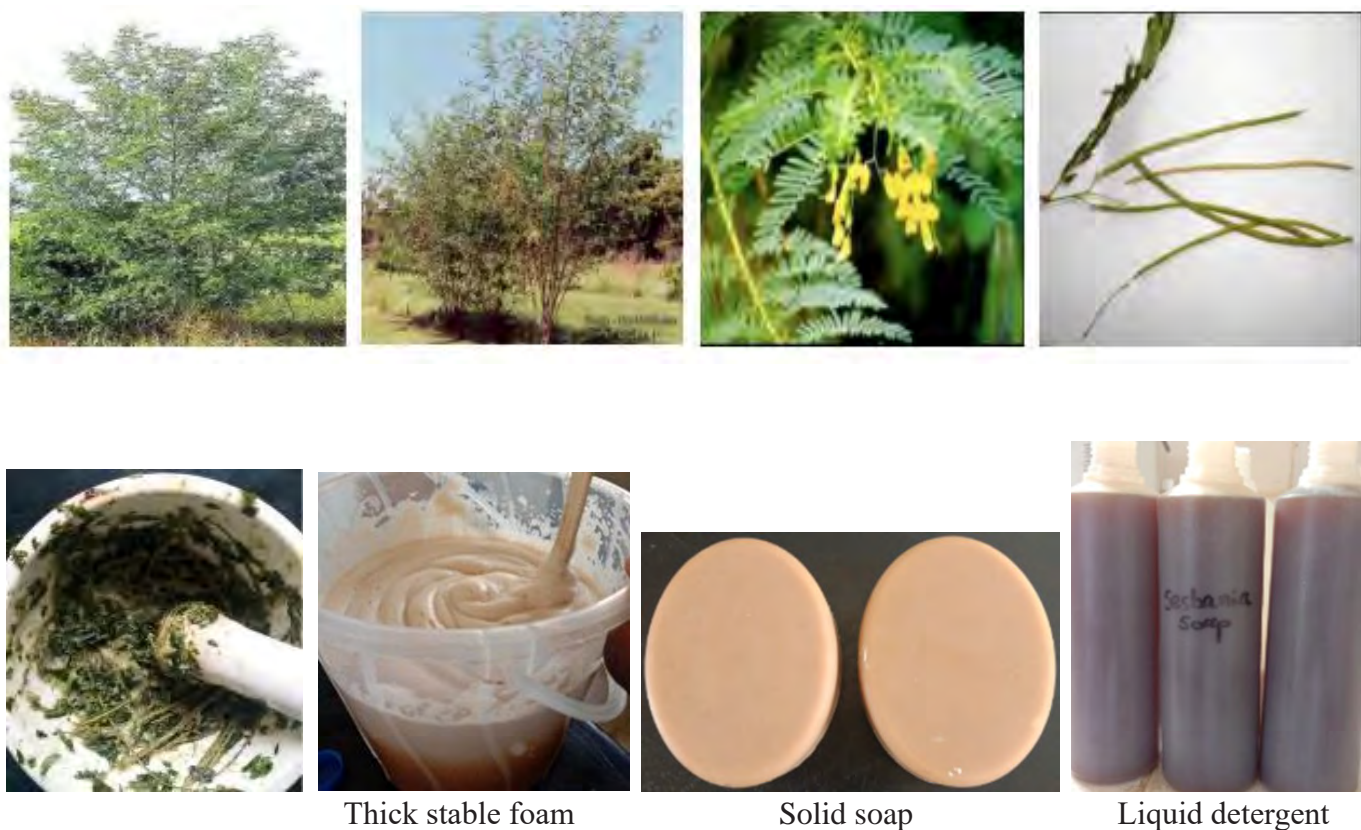 Sesbania
Soap
Thick stable foam
Solid soap
Liquid detergent